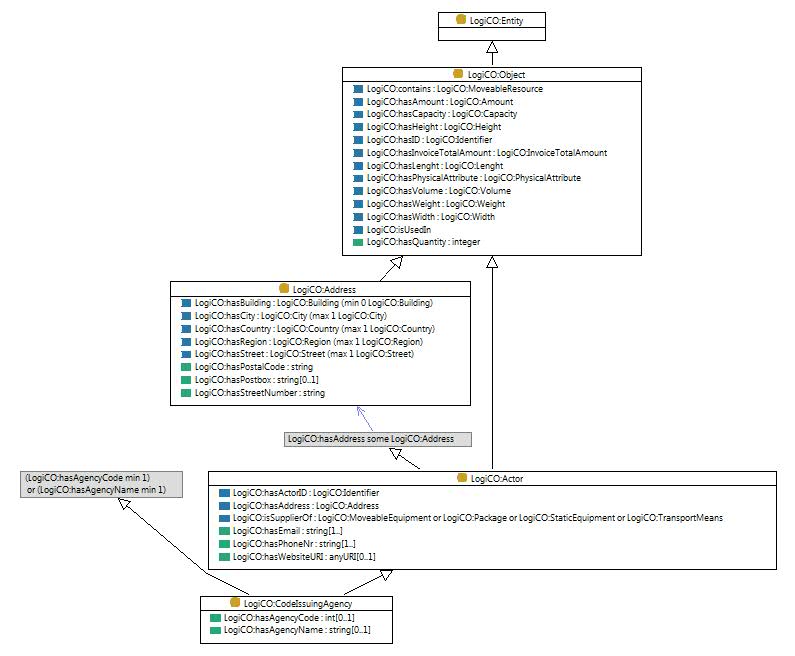 LogiCO:Entity
LogiCO:Object
LogiCO:contains : LogiCO:MoveableResource
LogiCO:hasAmount : LogiCO:Amount
LogiCO:hasCapacity : LogiCO:Capacity
LogiCO:hasHeight : LogiCO:Height
LogiCO:hasID : LogiCO:Identifier
LogiCO:hasInvoiceTotalAmount : LogiCO:InvoiceTotalAmount
LogiCO:hasLenght : LogiCO:Lenght
LogiCO:hasPhysicalAttribute : LogiCO:PhysicalAttribute
LogiCO:hasVolume : LogiCO:Volume
LogiCO:hasWeight : LogiCO:Weight
LogiCO:hasWidth : LogiCO:Width
LogiCO:isUsedIn
LogiCO:hasQuantity : integer
LogiCO:Address
LogiCO:hasBuilding : LogiCO:Building (min 0 LogiCO:Building)
LogiCO:hasCity : LogiCO:City (max 1 LogiCO:City)
LogiCO:hasCountry : LogiCO:Country (max 1 LogiCO:Country)
LogiCO:hasRegion : LogiCO:Region (max 1 LogiCO:Region)
LogiCO:hasStreet : LogiCO:Street (max 1 LogiCO:Street)
LogiCO:hasPostalCode : string
LogiCO:hasPostbox : string[0..1]
LogiCO:hasStreetNumber : string
LogiCO:hasAddress some LogiCO:Address
(LogiCO:hasAgencyCode min 1)
or (LogiCO:hasAgencyName min 1)
LogiCO:Actor
LogiCO:hasActorID : LogiCO:Identifier
LogiCO:hasAddress : LogiCO:Address
LogiCO:isSupplierOf : LogiCO:MoveableEquipment or LogiCO:Package or LogiCO:StaticEquipment or LogiCO:TransportMeans
LogiCO:hasEmail : string[1..]
LogiCO:hasPhoneNr : string[1..]
LogiCO:hasWebsiteURI : anyURI[0..1]
LogiCO:CodeIssuingAgency
LogiCO:hasAgencyCode : int[0..1]
LogiCO:hasAgencyName : string[0..1]